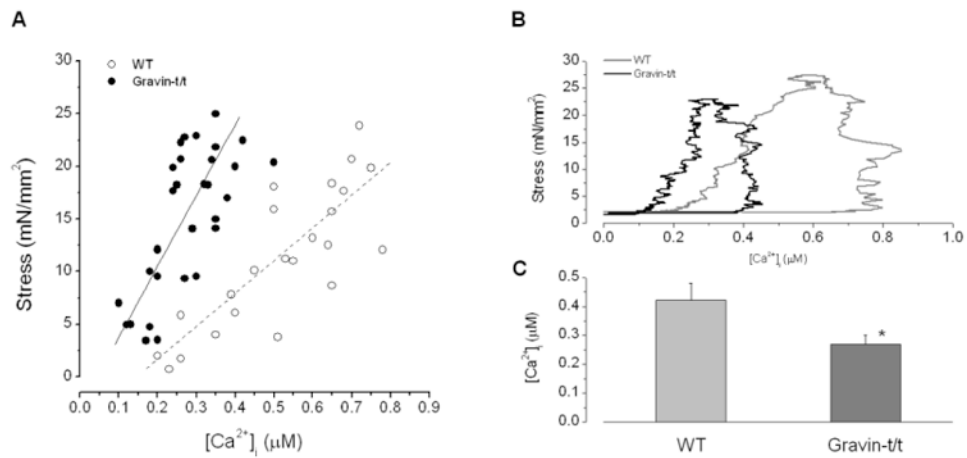 A
WT
Gravin-t/t
Stress (mN/mm²)
30
25
20
15
10
5
0
0.1 0.2 0.3 0.4 0.5 0.6 0.7 0.8 0.9
[Ca²⁺]ᵢ (μM)
B
WT
Gravin-t/t
Stress (mN/mm²)
30
25
20
15
10
5
0
0.0 0.2 0.4 0.6 0.8 1.0
[Ca²⁺]ᵢ (μM)
C
[Ca²⁺]ᵢ (μM)
0.5
0.4
0.3
0.2
0.1
0.0
*
WT Gravin-t/t